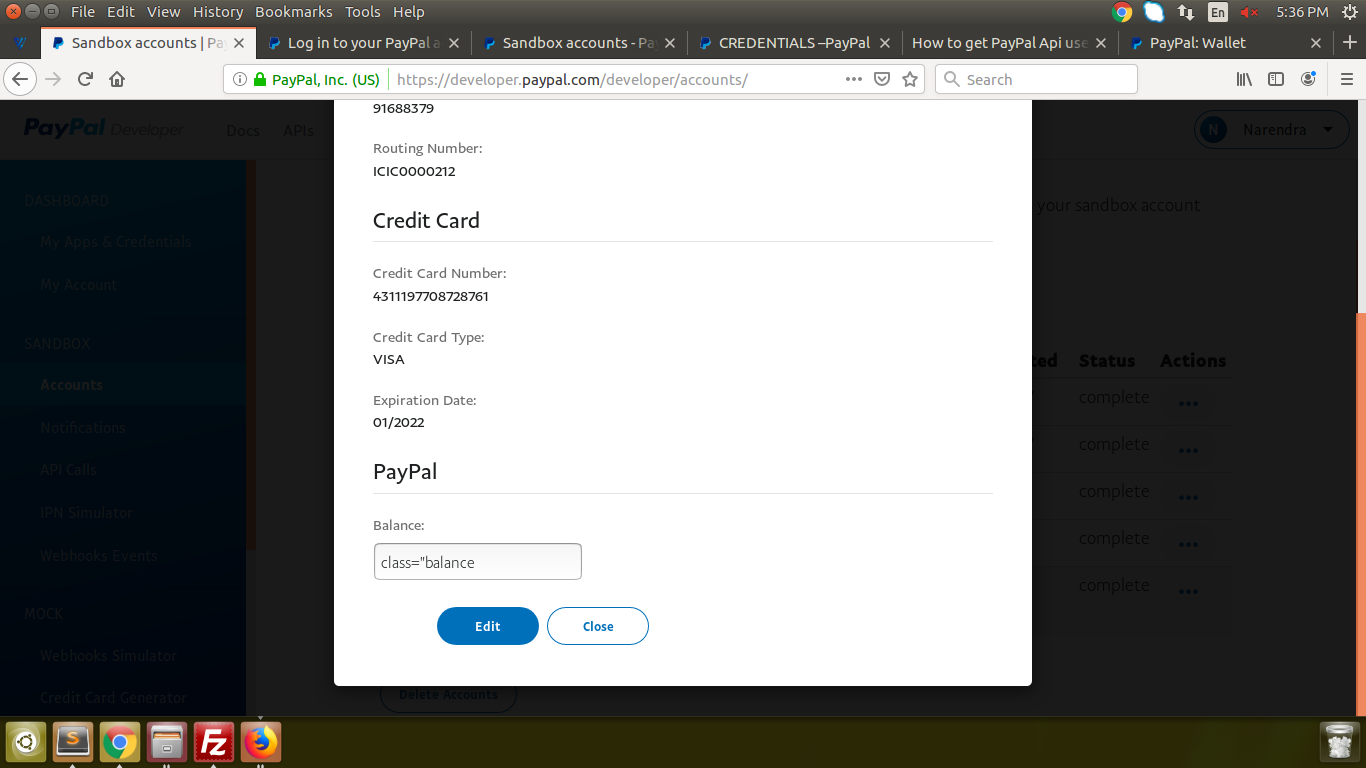 File Edit View History Bookmarks Tools Help
En 5:36 PM
Sandbox accounts | Pay
Log in to your PayPal a
Sandbox accounts - Pa
CREDENTIALS –PayPal
How to get PayPal Api use
PayPal: Wallet
PayPal, Inc. (US) https://developer.paypal.com/developer/accounts/ Search
PayPal Developer Docs APIs
N Narendra
91688379
Routing Number:
ICIC0000212
Credit Card
Credit Card Number:
4311197708728761
Credit Card Type:
VISA
Expiration Date:
01/2022
PayPal
Balance:
class="balance
Edit Close
DASHBOARD
My Apps & Credentials
My Account
SANDBOX
Accounts
Notifications
API Calls
IPN Simulator
Webhooks Events
MOCK
Webhooks Simulator
Credit Card Generator
your sandbox account
ted Status Actions
complete
complete
complete
complete
complete
Delete Accounts